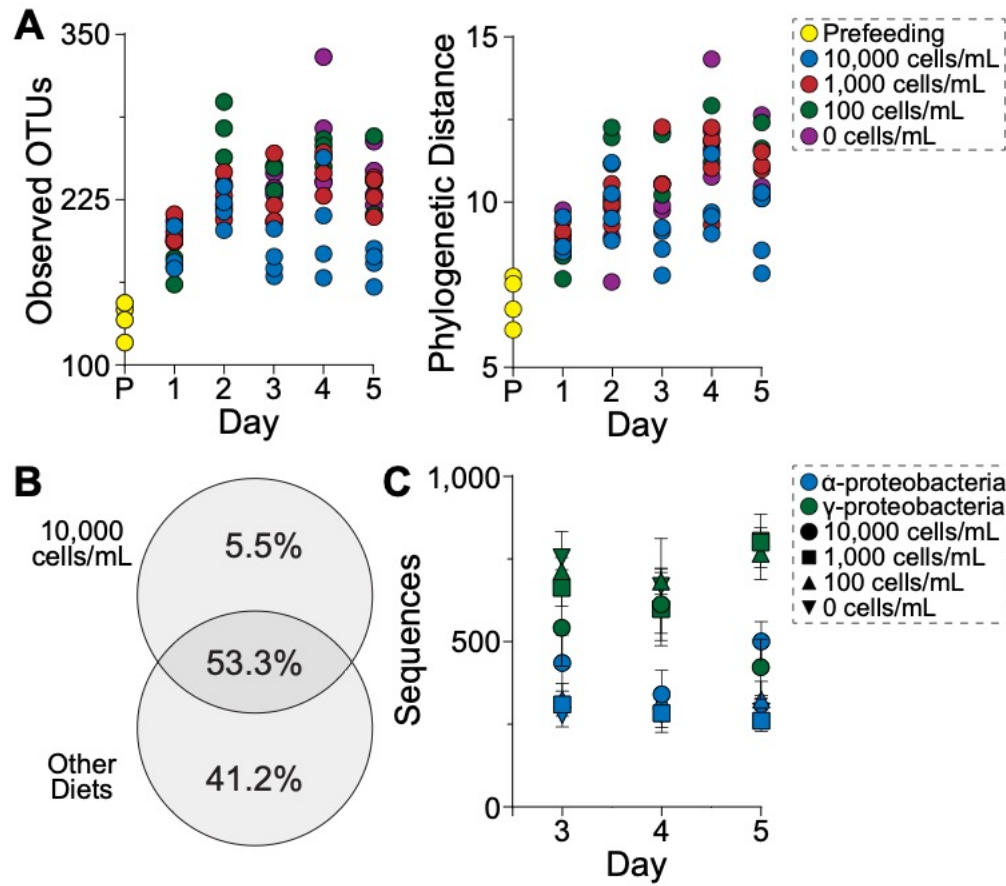 A
350
225
100
Observed OTUs
P 1 2 3 4 5
Day
15
10
5
Phylogenetic Distance
P 1 2 3 4 5
Day
Prefeeding
10,000 cells/mL
1,000 cells/mL
100 cells/mL
0 cells/mL
B
10,000
cells/mL
5.5%
53.3%
Other
Diets
41.2%
C
1,000
500
0
Sequences
3 4 5
Day
α-proteobacteria
γ-proteobacteria
10,000 cells/mL
1,000 cells/mL
100 cells/mL
0 cells/mL